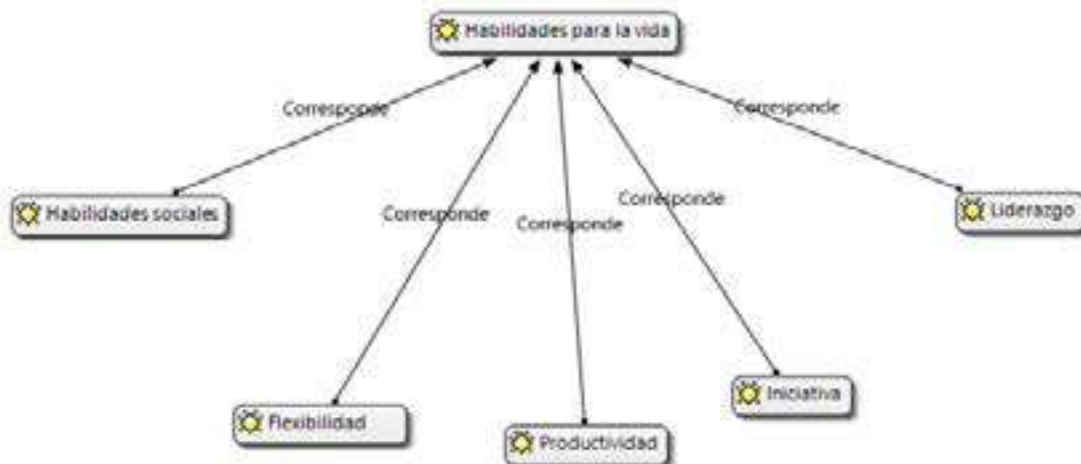 Habilidades para la vida
Corresponde
Corresponde
Corresponde
Corresponde
Corresponde
Habilidades sociales
Liderazgo
Iniciativa
Flexibilidad
Productividad